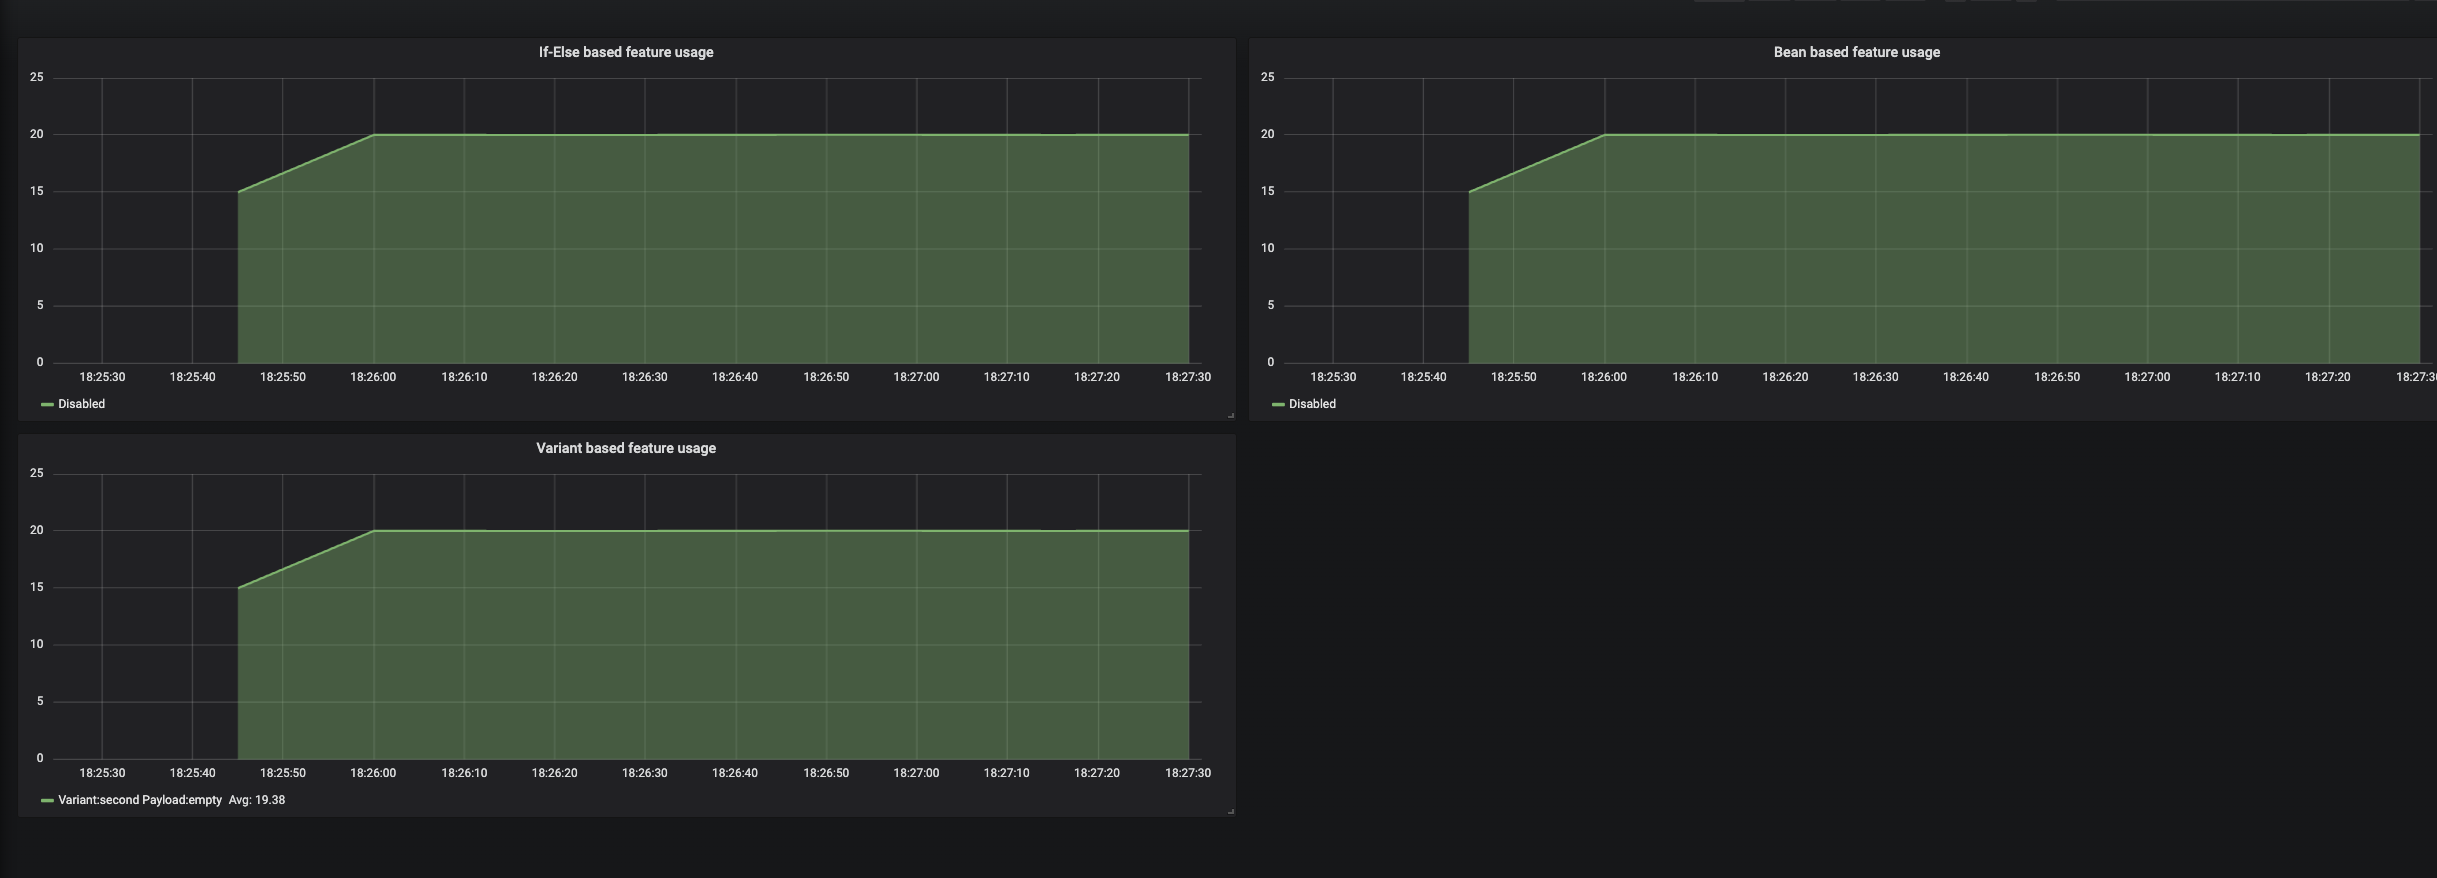 If-Else based feature usage
25
20
15
10
5
0
18:25:30 18:25:40 18:25:50 18:26:00 18:26:10 18:26:20 18:26:30 18:26:40 18:26:50 18:27:00 18:27:10 18:27:20 18:27:30
Disabled
Bean based feature usage
25
20
15
10
5
0
18:25:30 18:25:40 18:25:50 18:26:00 18:26:10 18:26:20 18:26:30 18:26:40 18:26:50 18:27:00 18:27:10 18:27:20 18:27:30
Disabled
Variant based feature usage
25
20
15
10
5
0
18:25:30 18:25:40 18:25:50 18:26:00 18:26:10 18:26:20 18:26:30 18:26:40 18:26:50 18:27:00 18:27:10 18:27:20 18:27:30
Variant:second Payload:empty Avg: 19.38